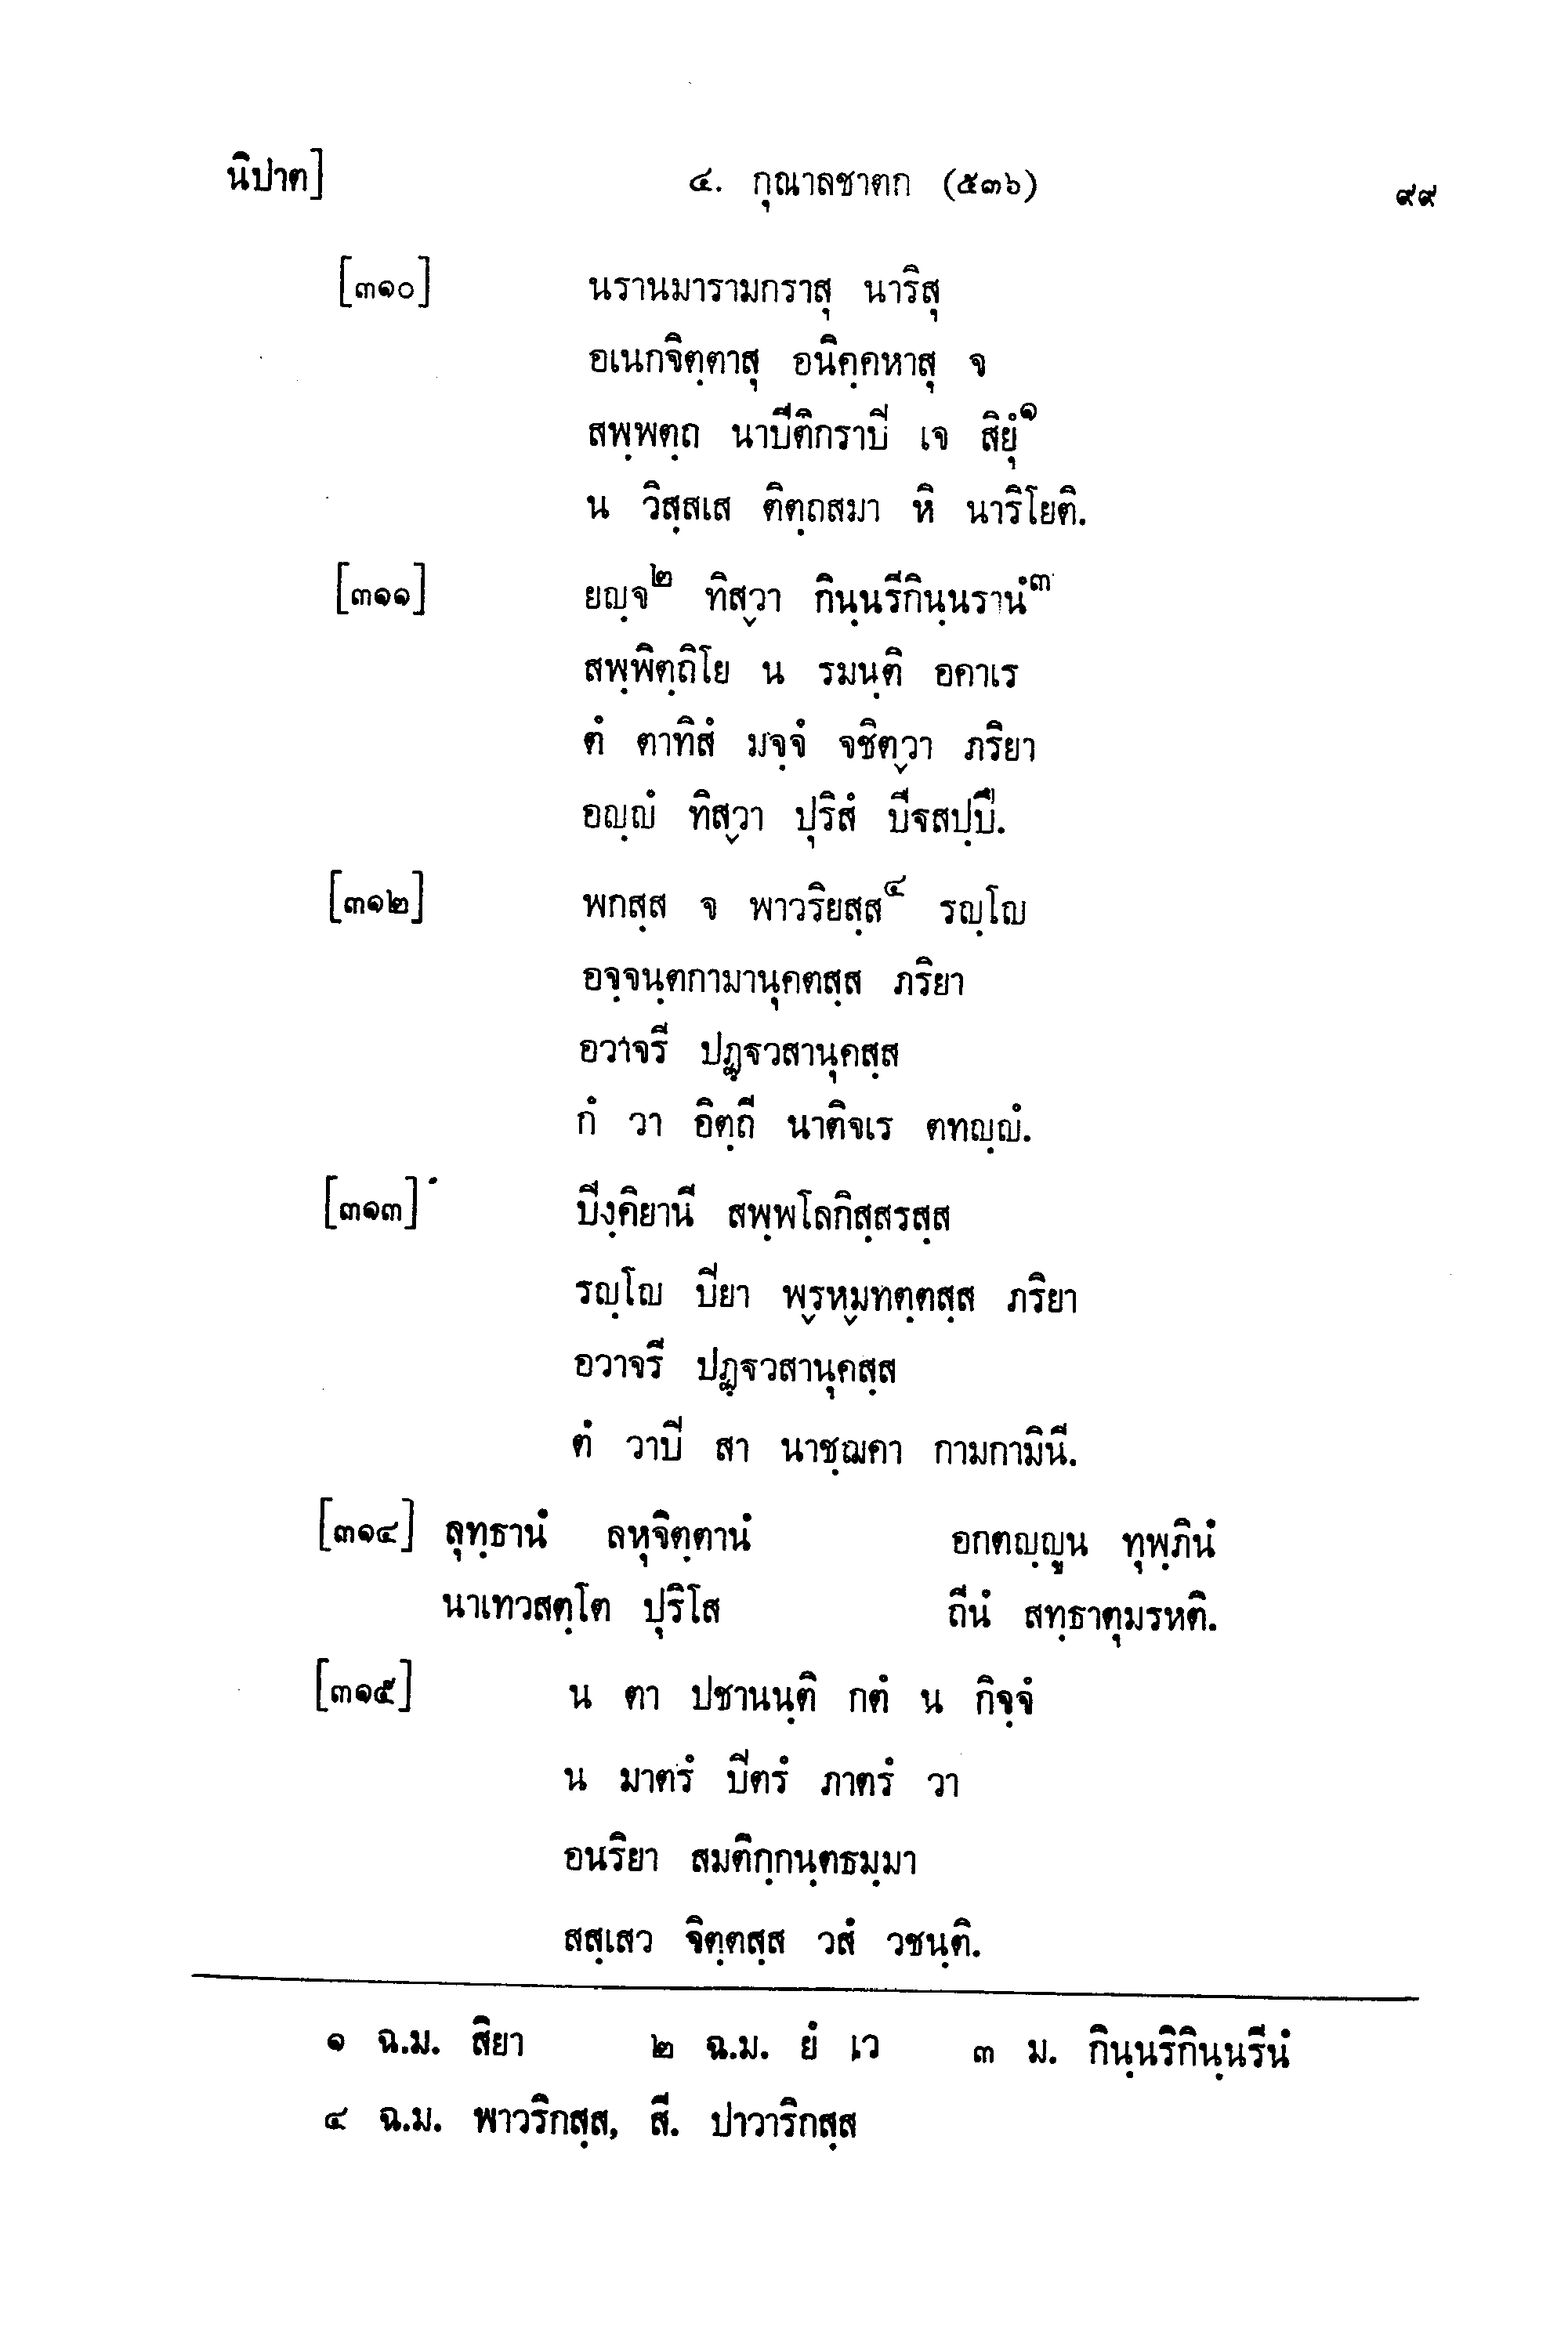 นิปาต] ๔. กุณาลชาตก (๕๓๖) ๙๙
[๓๑๐] นรานมารามกราสุ นาริสุ
อเนกจิตฺตาสุ อนิคฺคหาสุ จ
สพฺพตฺถ นาปีติกราปี เจ สิยุํ๑
น วิสฺสเส ติตฺถสมา หิ นาริโยติ.
[๓๑๑] ยญฺจ๒ ทิสฺวา กินฺนรีกินฺนรานํ๓
สพฺพิตฺถิโย น รมนฺติ อคาเร
ตํ ตาทิสํ มจฺจํ จชิตฺวา ภริยา
อญฺญํ ทิสฺวา ปุริสํ ปีฐสปฺปึ.
[๓๑๒] พกสฺส จ พาวริยสฺส๔ รญฺโญ
อจฺจนฺตกามานุคตสฺส ภริยา
อวาจรี ปฏฺฐวสานุคสฺส
กํ วา อิตฺถี นาติจเร ตทญฺญํ.
[๓๑๓] ปีงฺคิยานี สพฺพโลกิสฺสรสฺส
รญฺโญ ปิยา พฺรหฺมทตฺตสฺส ภริยา
อวาจรี ปฏฺฐวสานุคสฺส
ตํ วาปี สา นาชฺฌคา กามกามินี.
[๓๑๔] ลุทฺธานํ ลหุจิตฺตานํ อกตญฺญูน ทุพฺภินํ
นาเทวสตฺโต ปุริโส ถีนํ สทฺธาตุมรหติ.
[๓๑๕] น ตา ปชานนฺติ กตํ น กิจฺจํ
น มาตรํ ปีตรํ ภาตรํ วา
อนริยา สมติกฺกนฺตธมฺมา
สสฺเสว จิตฺตสฺส วสํ วชนฺติ.
๑ ฉ.ม. สิยา ๒ ฉ.ม. ยํ เว ๓ ม. กินฺนริกินฺนรีนํ
๔ ฉ.ม. พาวริกสฺส, สี. ปาวาริกสฺส